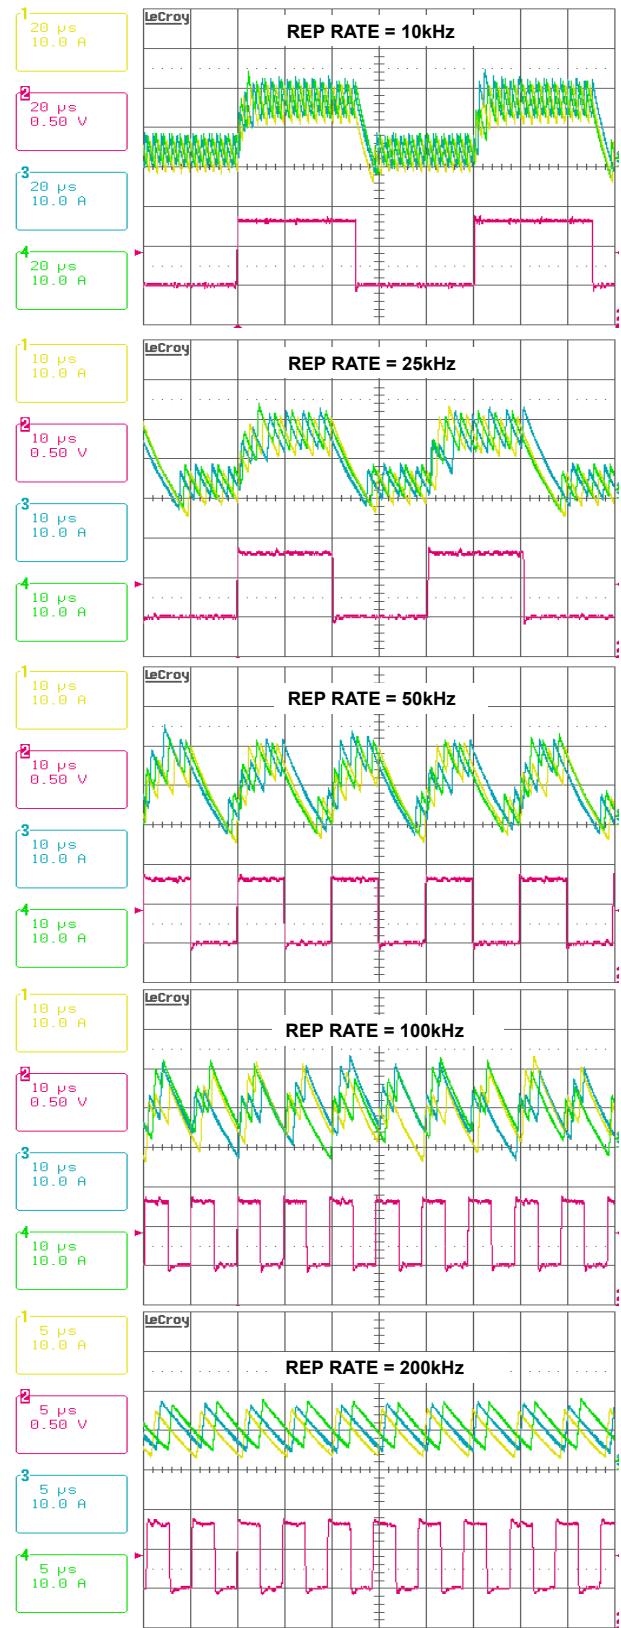 LeCroy
REP RATE = 10kHz
1
20 µs
10.0 A
2
20 µs
0.50 V
3
20 µs
10.0 A
4
20 µs
10.0 A
LeCroy
REP RATE = 25kHz
1
10 µs
10.0 A
2
10 µs
0.50 V
3
10 µs
10.0 A
4
10 µs
10.0 A
LeCroy
REP RATE = 50kHz
1
10 µs
10.0 A
2
10 µs
0.50 V
3
10 µs
10.0 A
4
10 µs
10.0 A
LeCroy
REP RATE = 100kHz
1
10 µs
10.0 A
2
10 µs
0.50 V
3
10 µs
10.0 A
4
10 µs
10.0 A
LeCroy
REP RATE = 200kHz
1
5 µs
10.0 A
2
5 µs
0.50 V
3
5 µs
10.0 A
4
5 µs
10.0 A